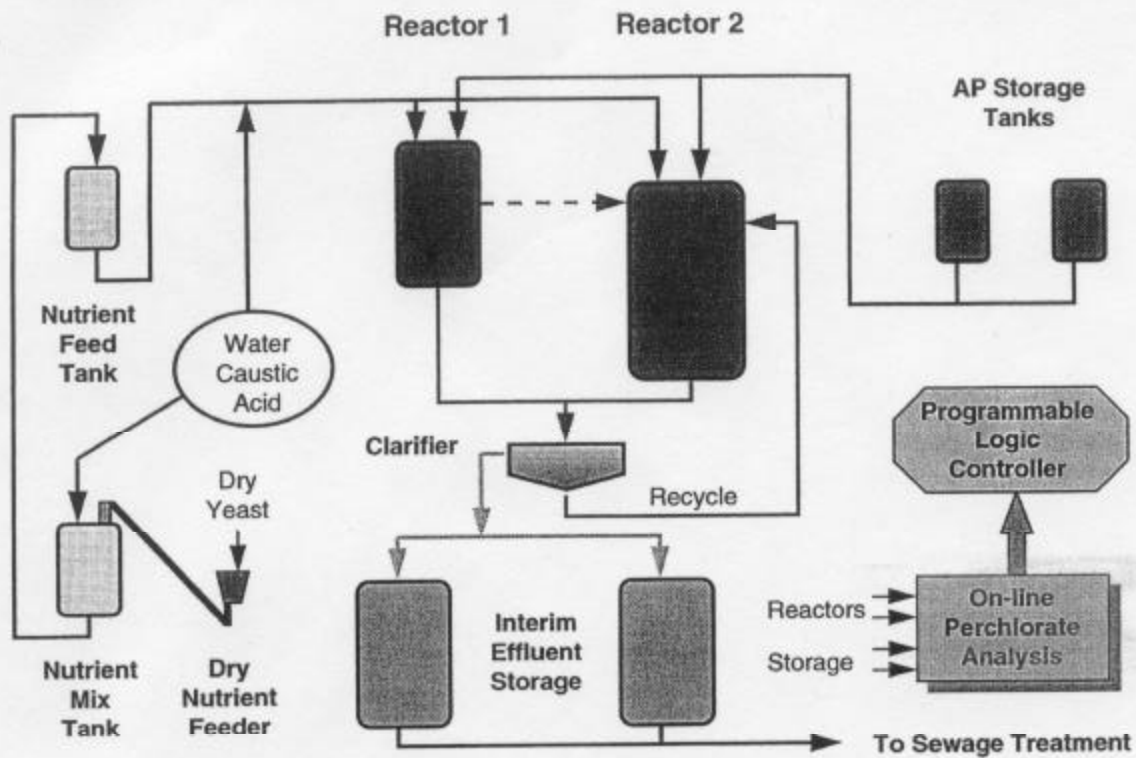 Reactor 1
Reactor 2
AP Storage
Tanks
Nutrient
Feed
Tank
Water
Caustic
Acid
Programmable
Logic
Controller
Clarifier
Recycle
Dry
Yeast
Reactors
Storage
On-line
Perchlorate
Analysis
Interim
Effluent
Storage
Nutrient
Mix
Tank
Dry
Nutrient
Feeder
To Sewage Treatment